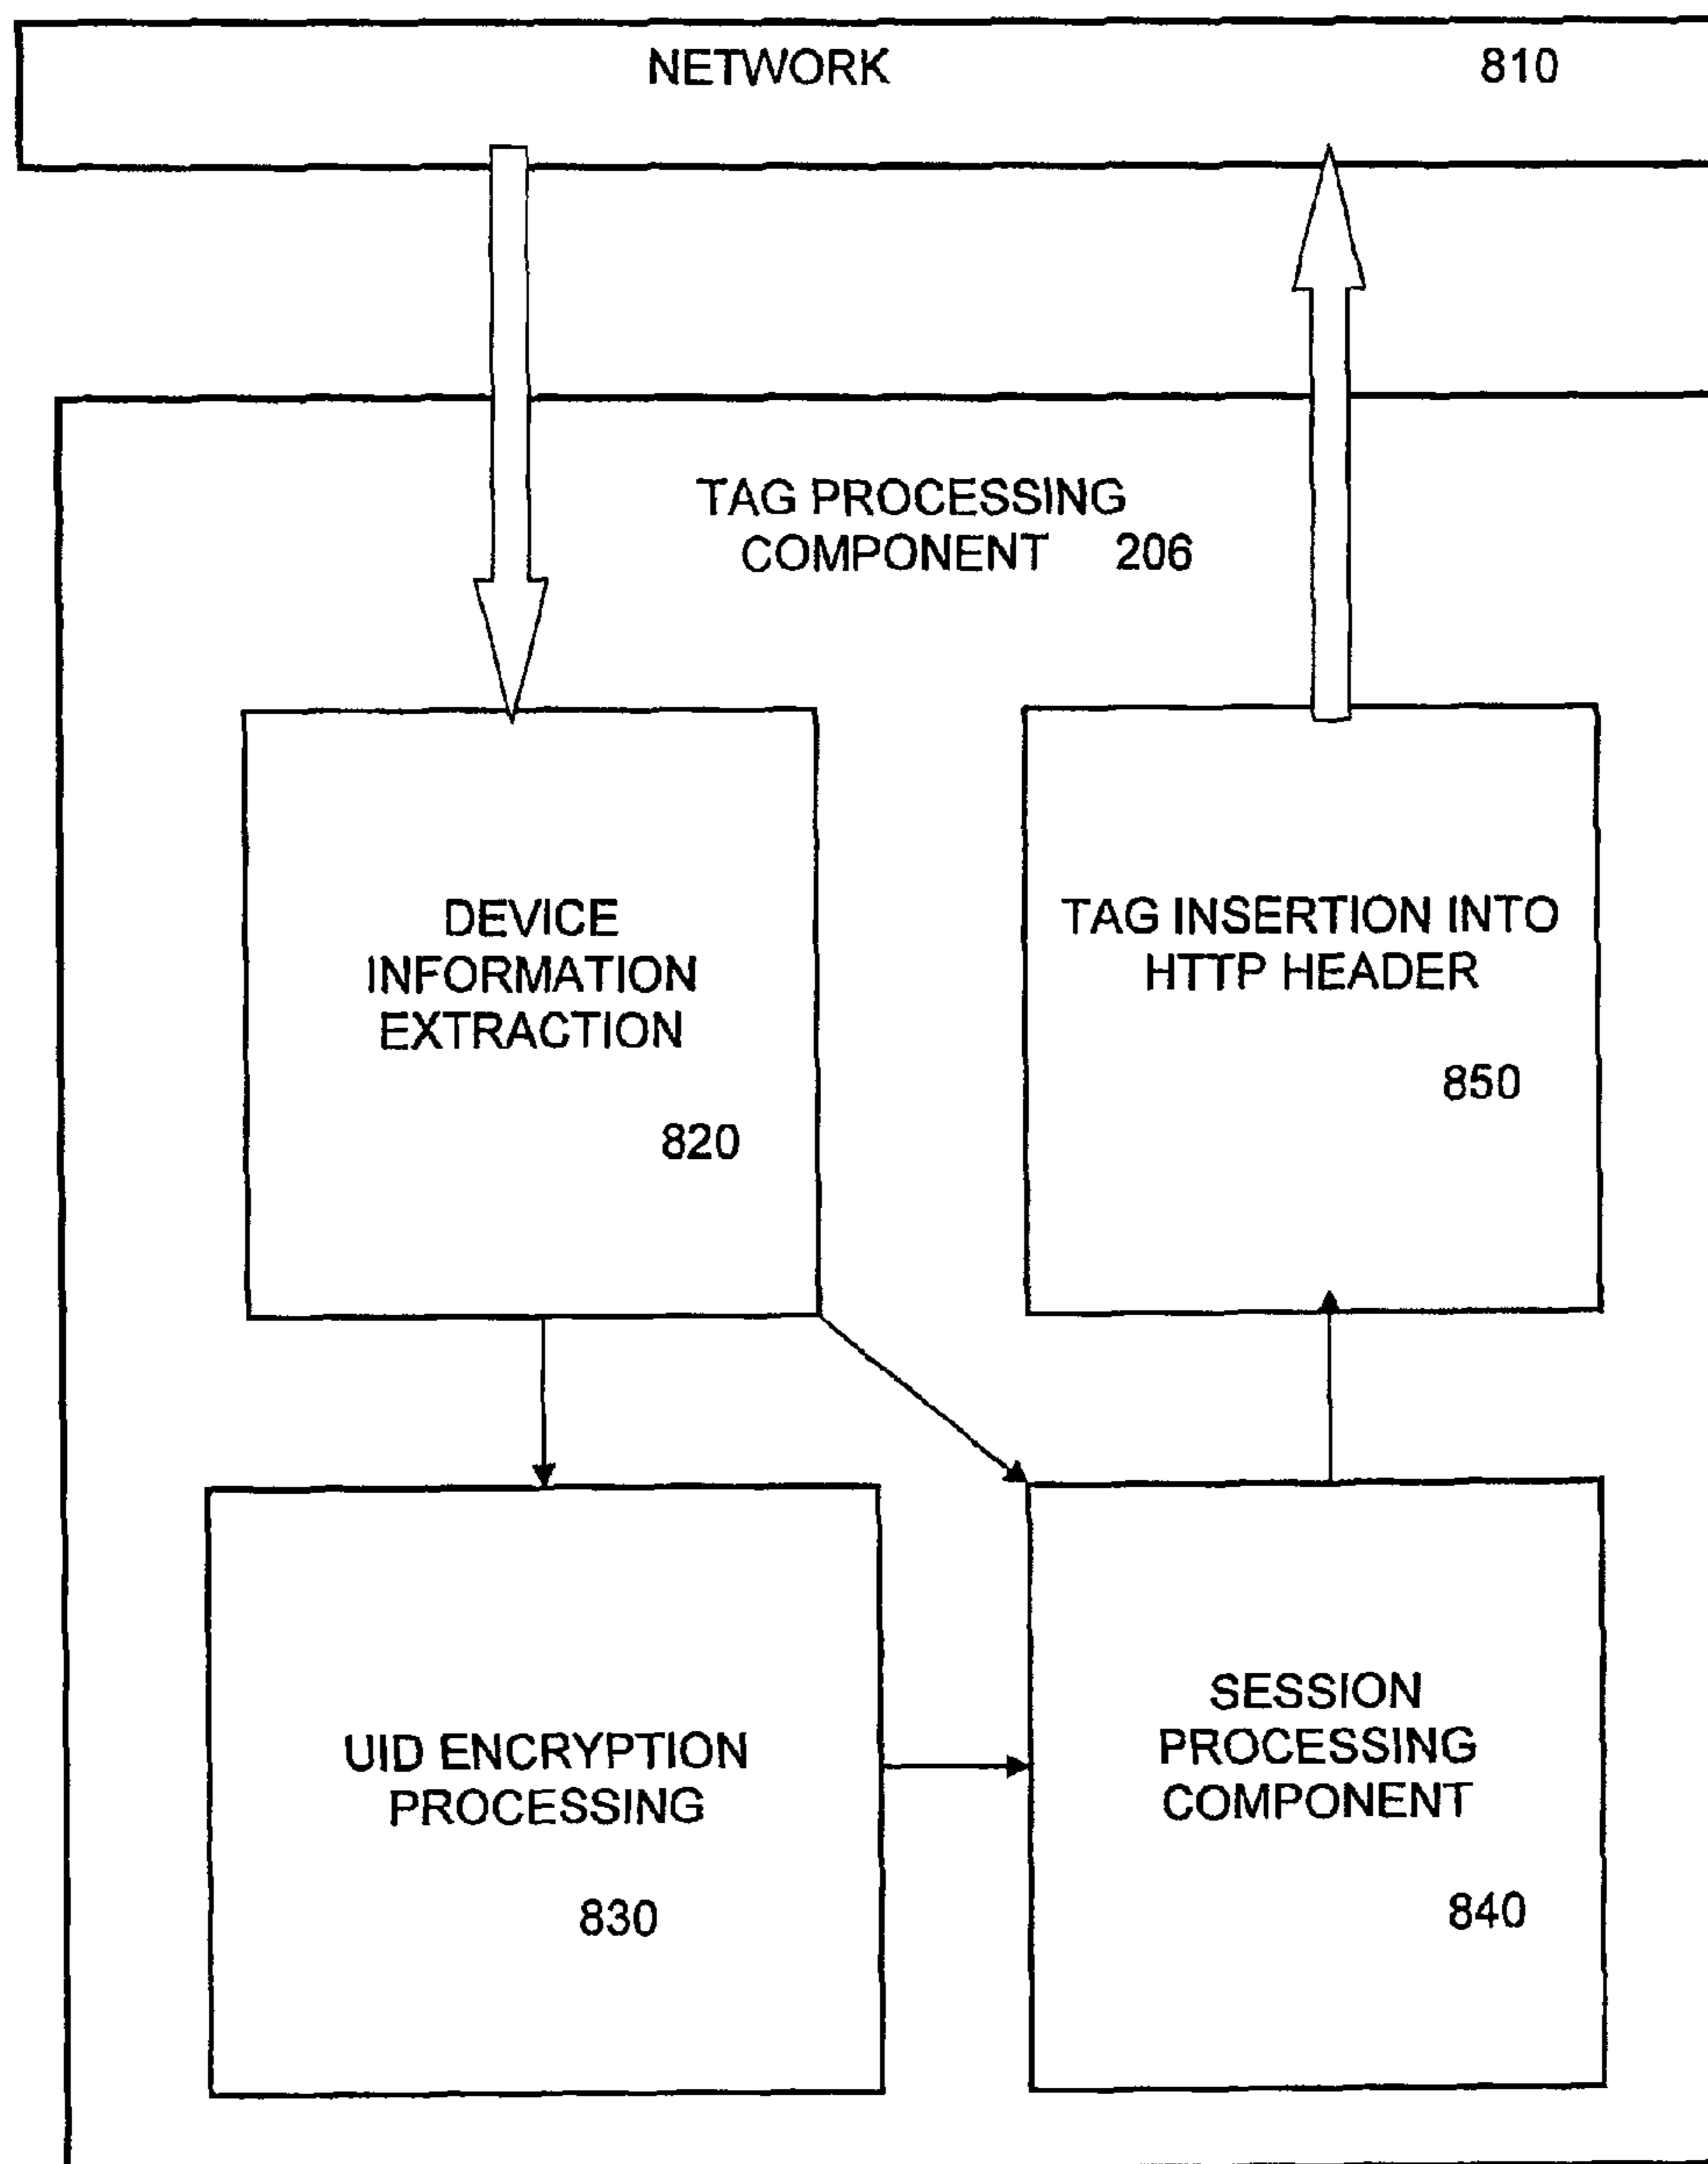 NETWORK 810
TAG PROCESSING
COMPONENT 206
DEVICE
INFORMATION
EXTRACTION
820
TAG INSERTION INTO
HTTP HEADER
850
UID ENCRYPTION
PROCESSING
830
SESSION
PROCESSING
COMPONENT
840